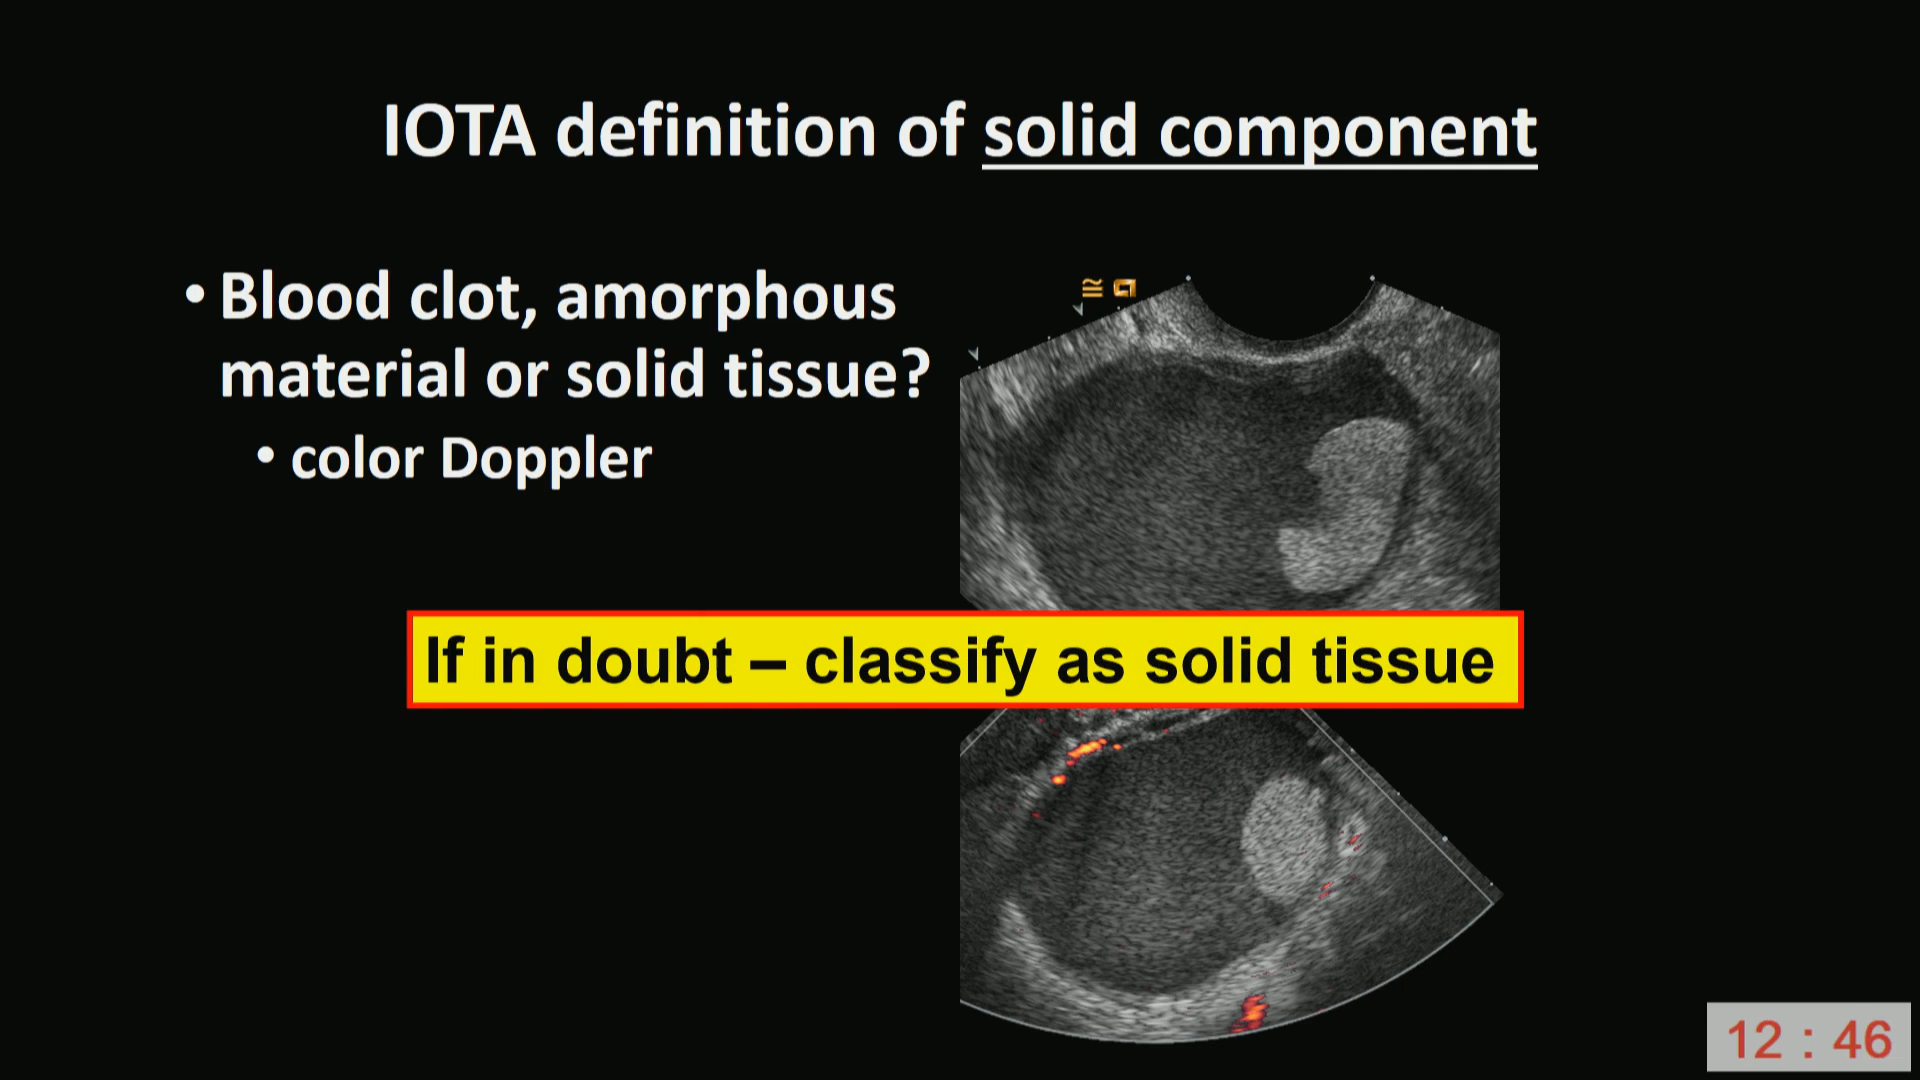 IOTA definition of solid component
• Blood clot, amorphous
material or solid tissue?
• color Doppler
If in doubt – classify as solid tissue
12 : 46